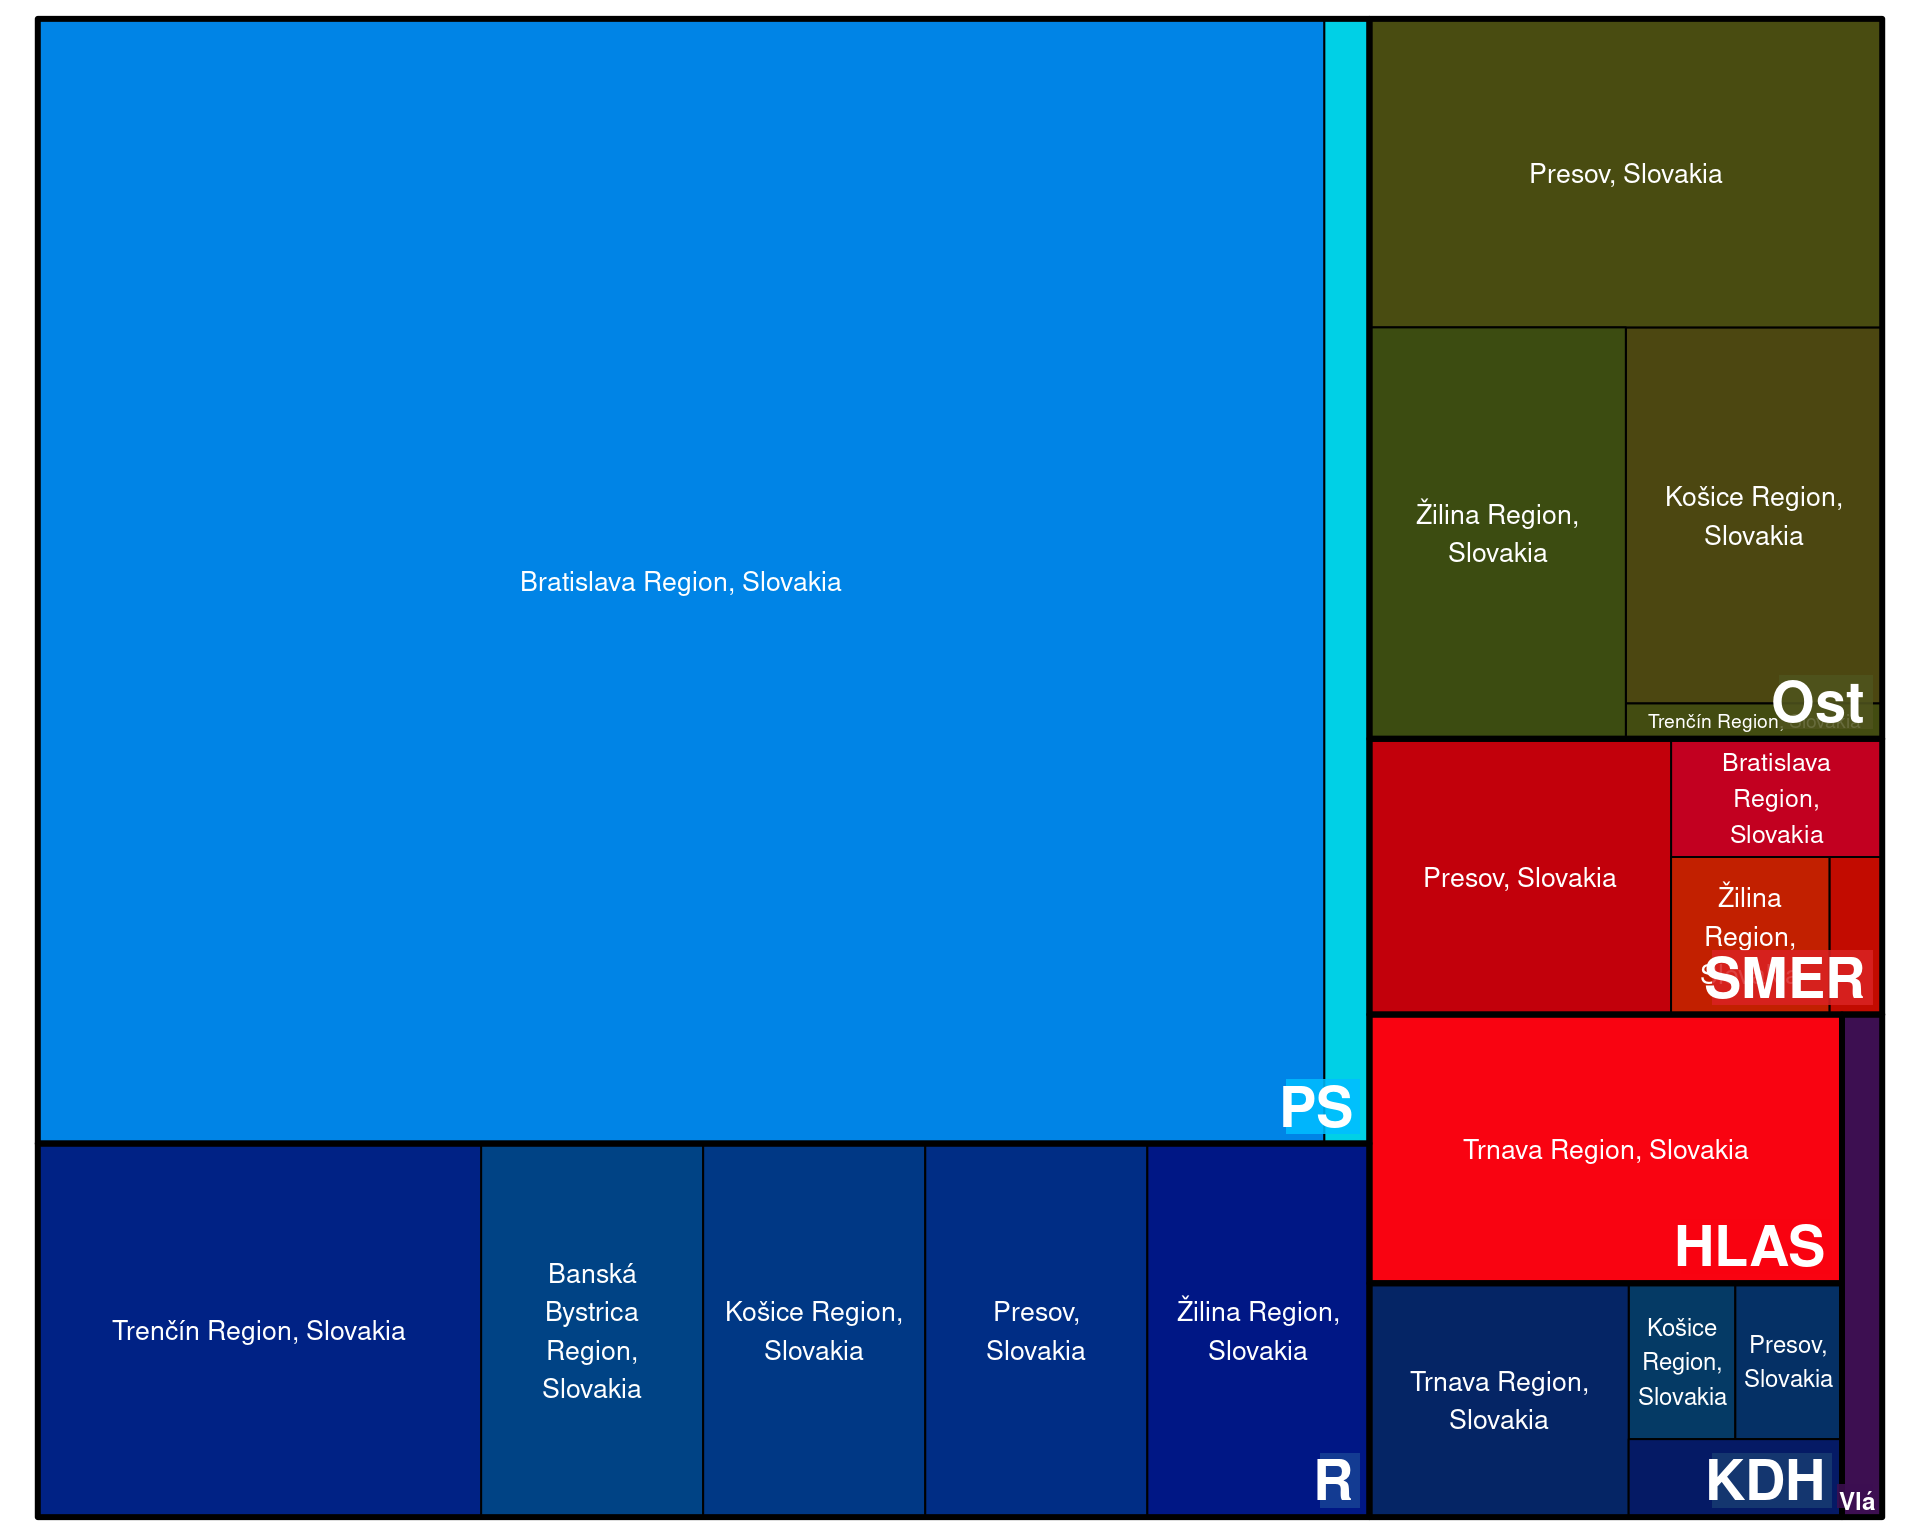 Bratislava Region, Slovakia
PS
Trenčín Region, Slovakia
Banská
Bystrica
Region,
Slovakia
Košice Region,
Slovakia
Presov,
Slovakia
Žilina Region,
Slovakia
R
Presov, Slovakia
Žilina Region,
Slovakia
Košice Region,
Slovakia
Trenčín Region, Slovakia
Ost
Presov, Slovakia
Bratislava
Region,
Slovakia
Žilina
Region,
SMER
Trnava Region, Slovakia
HLAS
Trnava Region,
Slovakia
Košice
Region,
Slovakia
Presov,
Slovakia
KDH
Vlá